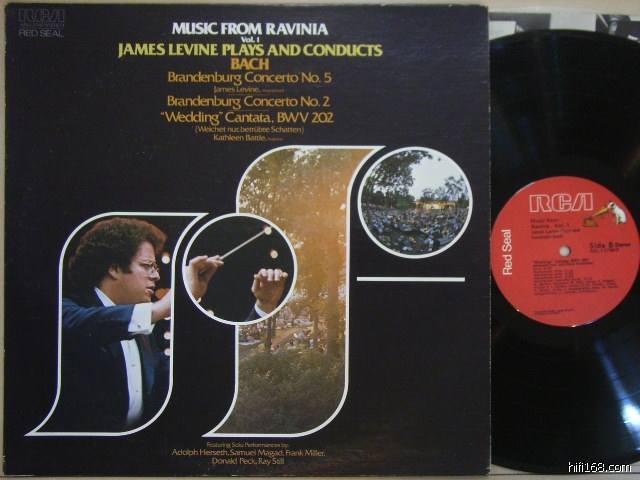 RCA
RED SEAL
MUSIC FROM RAVINIA
Vol. 1
JAMES LEVINE PLAYS AND CONDUCTS
BACH
Brandenburg Concerto No. 5
James Levine,
Brandenburg Concerto No. 2
"Wedding" Cantata, BWV 202
(Weichet nur, betrübte Schatten)
Kathleen Battle,
Featuring Solo Performances by:
Adolph Herseth, Samuel Magad, Frank Miller,
Donald Peck, Ray Still
RCA
Red Seal
Side B Stereo
hifi168.com